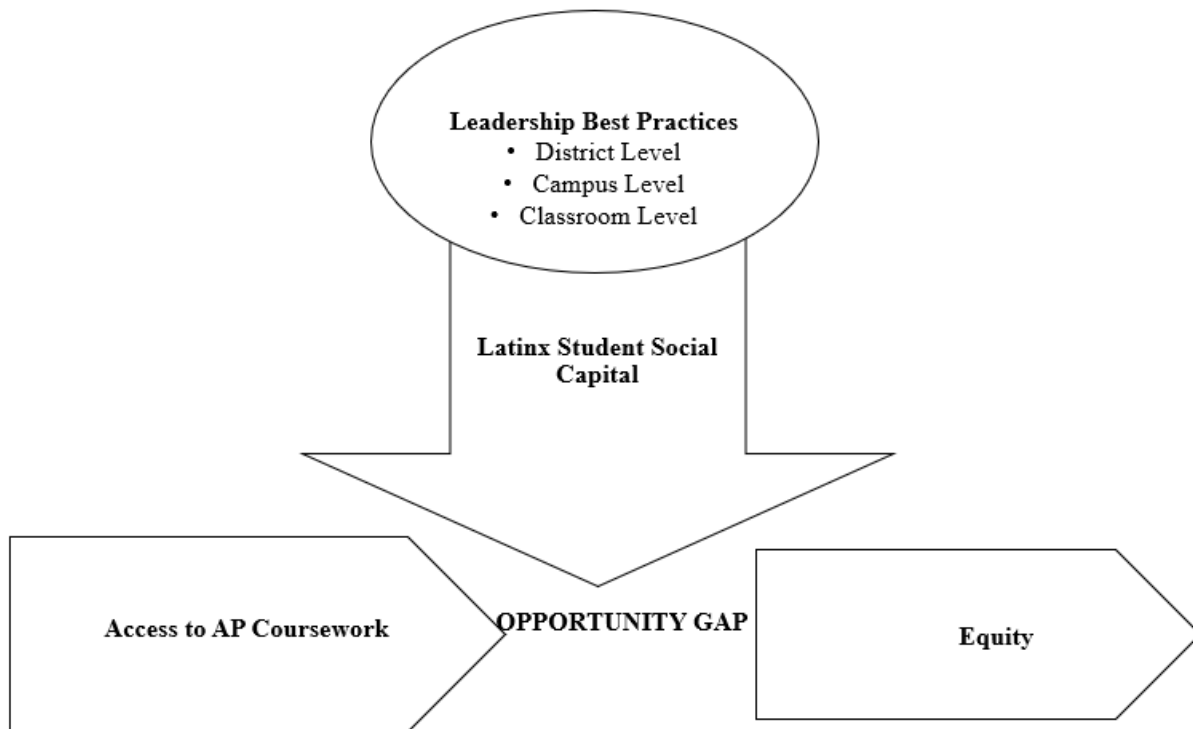 Leadership Best Practices
• District Level
• Campus Level
• Classroom Level
Latinx Student Social
Capital
Access to AP Coursework
OPPORTUNITY GAP
Equity